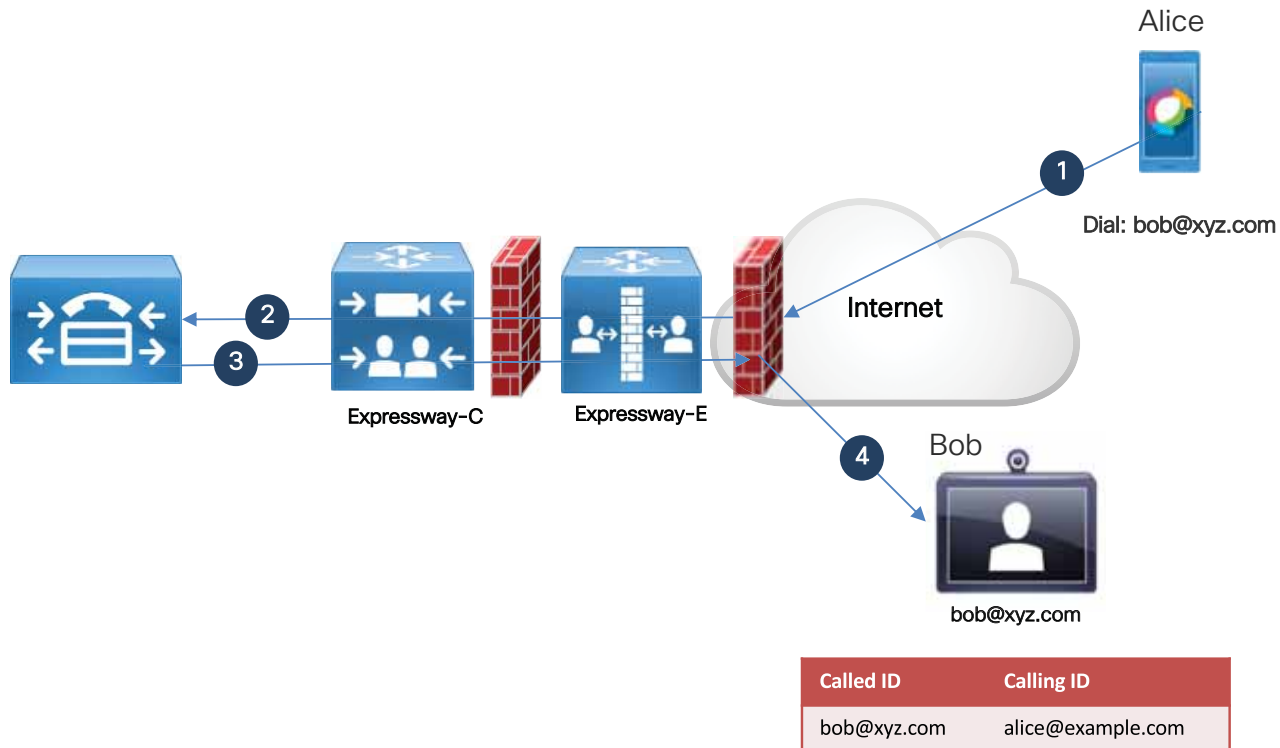 Alice
1
Dial: bob@xyz.com
Internet
2
3
Expressway-C
Expressway-E
4
Bob
bob@xyz.com
Called ID Calling ID
bob@xyz.com alice@example.com